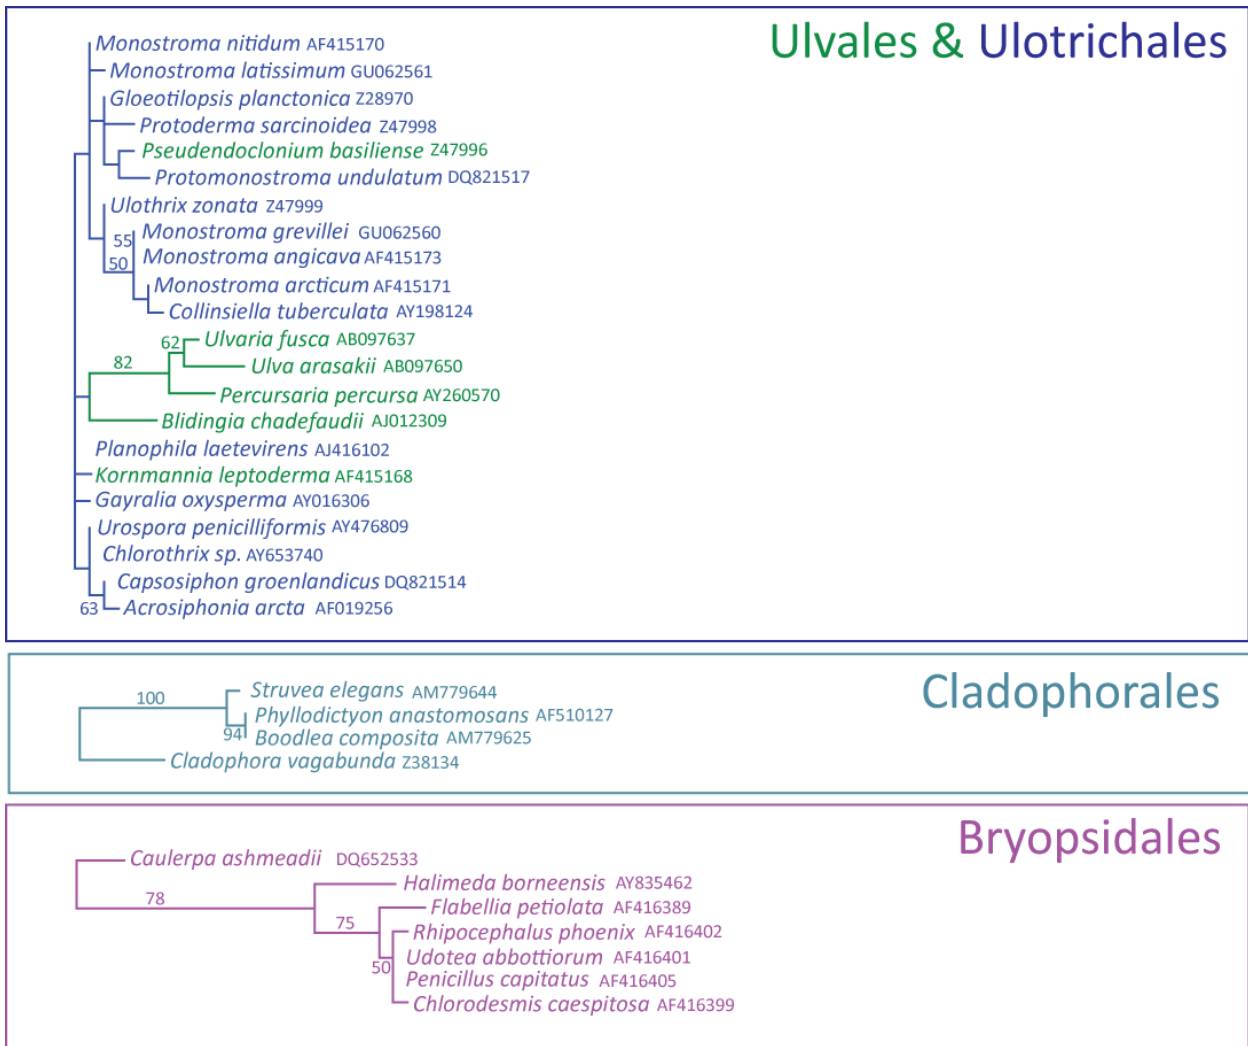 Ulvales & Ulotrichales
Monostroma nitidum AF415170
Monostroma latissimum GU062561
Gloeotilopsis planctonica Z28970
Protoderma sarcinoidea Z47998
Pseudendoclonium basiliense Z47996
Protomonostroma undulatum DQ821517
Ulothrix zonata Z47999
55 Monostroma grevillei GU062560
Monostroma angicava AF415173
50
Monostroma arcticum AF415171
Collinsiella tuberculata AY198124
62 Ulvaria fusca AB097637
82 Ulva arasakii AB097650
Percursaria percursa AY260570
Blidingia chadefaudii AJ012309
Planophila laetevirens AJ416102
Kornmannia leptoderma AF415168
Gayralia oxysperma AY016306
Urospora penicilliformis AY476809
Chlorothrix sp. AY653740
Capsosiphon groenlandicus DQ821514
63 Acrosiphonia arcta AF019256
Cladophorales
100 Struvea elegans AM779644
Phyllodictyon anastomosans AF510127
94 Boodlea composita AM779625
Cladophora vagabunda Z38134
Bryopsidales
Caulerpa ashmeadii DQ652533
78 Halimeda borneensis AY835462
75 Flabellia petiolata AF416389
Rhipocephalus phoenix AF416402
Udotea abbottiorum AF416401
50
Penicillus capitatus AF416405
Chlorodesmis caespitosa AF416399